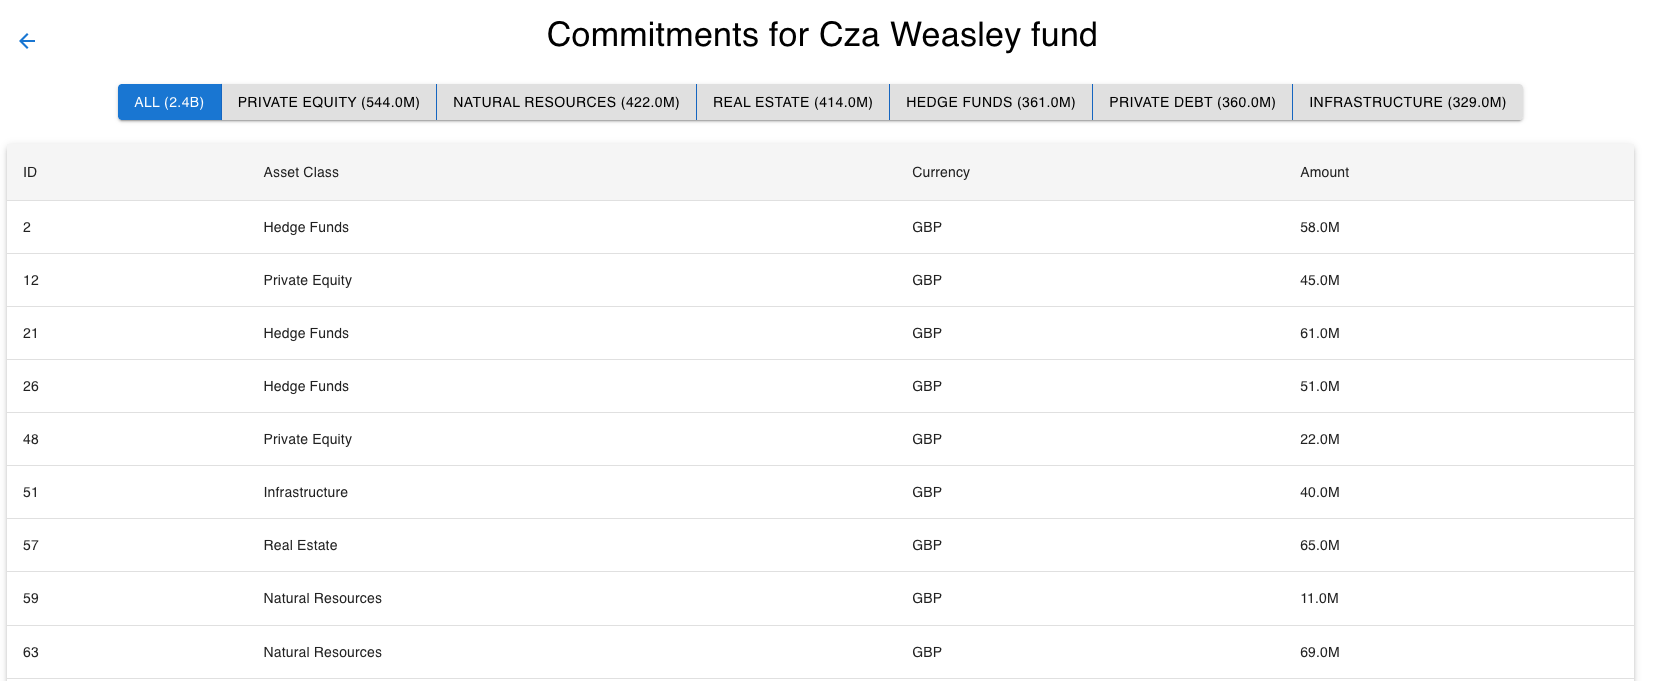 Commitments for Cza Weasley fund
ALL (2.4B) PRIVATE EQUITY (544.0M) NATURAL RESOURCES (422.0M) REAL ESTATE (414.0M) HEDGE FUNDS (361.0M) PRIVATE DEBT (360.0M) INFRASTRUCTURE (329.0M)
ID Asset Class Currency Amount
2 Hedge Funds GBP 58.0M
12 Private Equity GBP 45.0M
21 Hedge Funds GBP 61.0M
26 Hedge Funds GBP 51.0M
48 Private Equity GBP 22.0M
51 Infrastructure GBP 40.0M
57 Real Estate GBP 65.0M
59 Natural Resources GBP 11.0M
63 Natural Resources GBP 69.0M